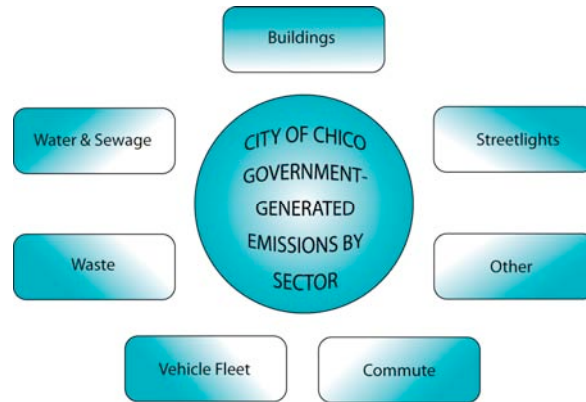 Buildings
Water & Sewage
CITY OF CHICO
GOVERNMENT-
GENERATED
EMISSIONS BY
SECTOR
Streetlights
Waste
Other
Vehicle Fleet
Commute